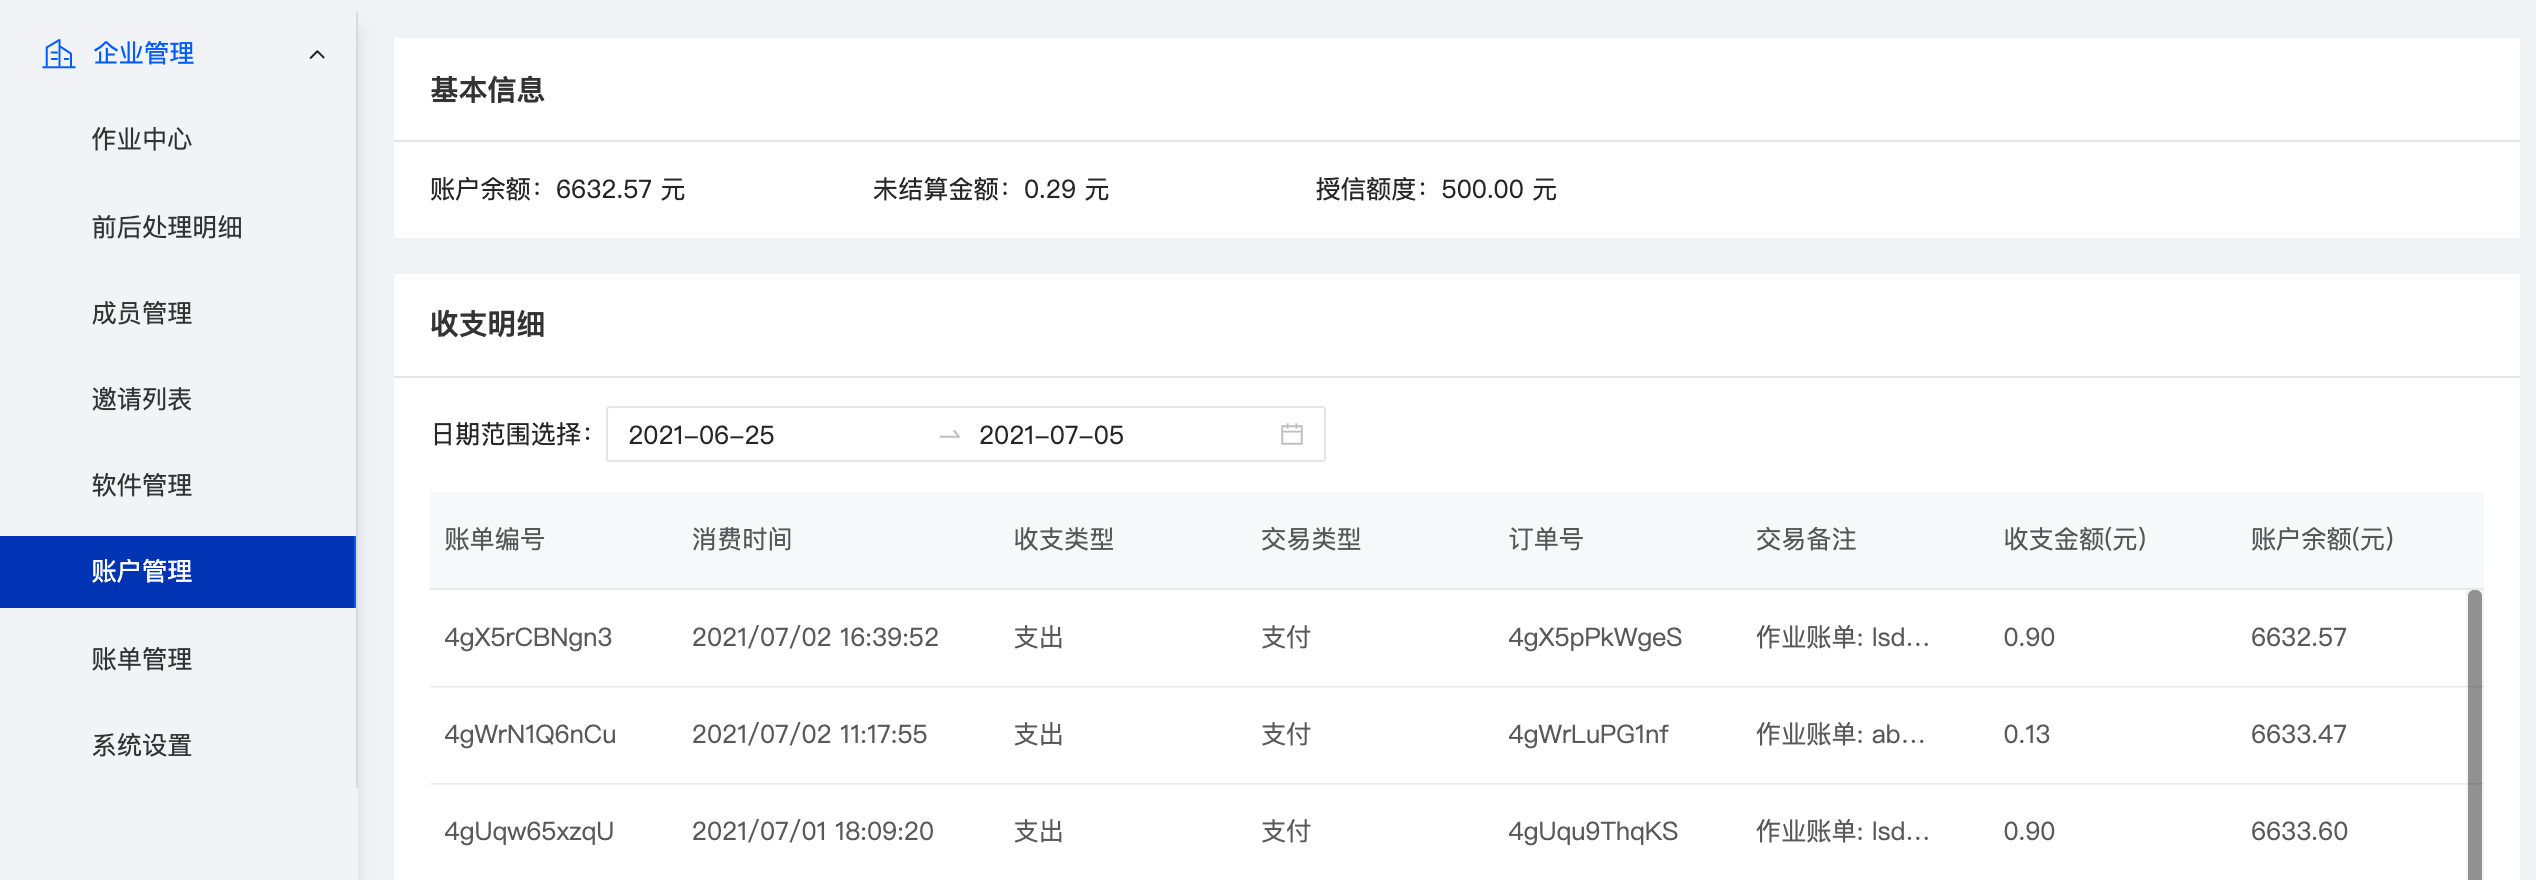 企业管理
作业中心
前后处理明细
成员管理
邀请列表
软件管理
账户管理
账单管理
系统设置
基本信息
账户余额：6632.57 元 未结算金额：0.29 元 授信额度：500.00 元
收支明细
日期范围选择： 2021-06-25 → 2021-07-05
账单编号 消费时间 收支类型 交易类型 订单号 交易备注 收支金额(元) 账户余额(元)
4gX5rCBNgn3 2021/07/02 16:39:52 支出 支付 4gX5pPkWgeS 作业账单: lsd... 0.90 6632.57
4gWrN1Q6nCu 2021/07/02 11:17:55 支出 支付 4gWrLuPG1nf 作业账单: ab... 0.13 6633.47
4gUqw65xzqU 2021/07/01 18:09:20 支出 支付 4gUqu9ThqKS 作业账单: lsd... 0.90 6633.60